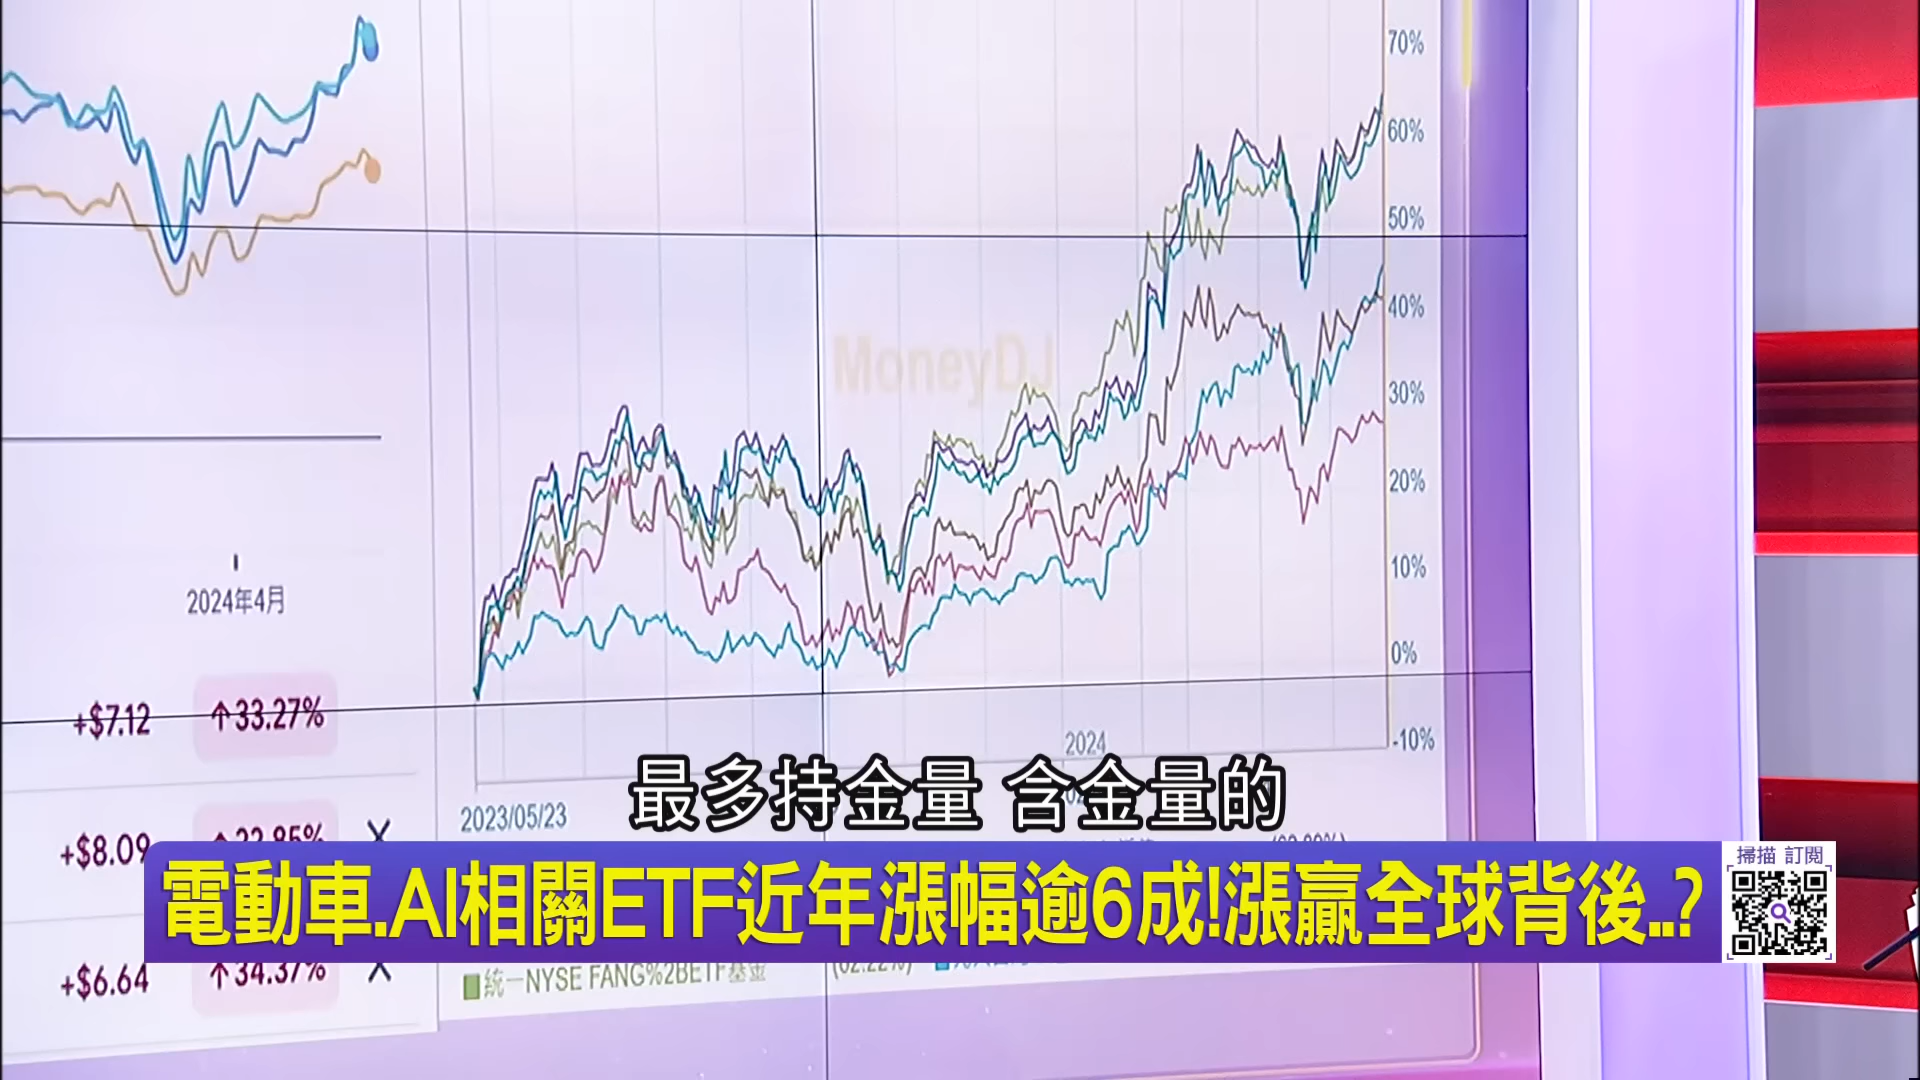 70%
60%
50%
40%
30%
20%
10%
0%
-10%
MoneyDJ
2024年4月
+$7.12 ↑33.27%
2024
2023/05/23
最多持金量 含金量的
+$8.09
掃描 訂閱
電動車.AI相關ETF近年漲幅逾6成!漲贏全球背後..?
+$6.64 ↑34.37%
統一NYSE FANG%2BETF基金